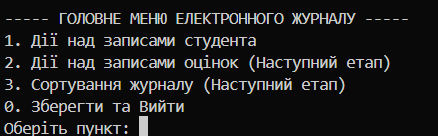 ----- ГОЛОВНЕ МЕНЮ ЕЛЕКТРОННОГО ЖУРНАЛУ -----
1. Дії над записами студента
2. Дії над записами оцінок (Наступний етап)
3. Сортування журналу (Наступний етап)
0. Зберегти та Вийти
Оберіть пункт: